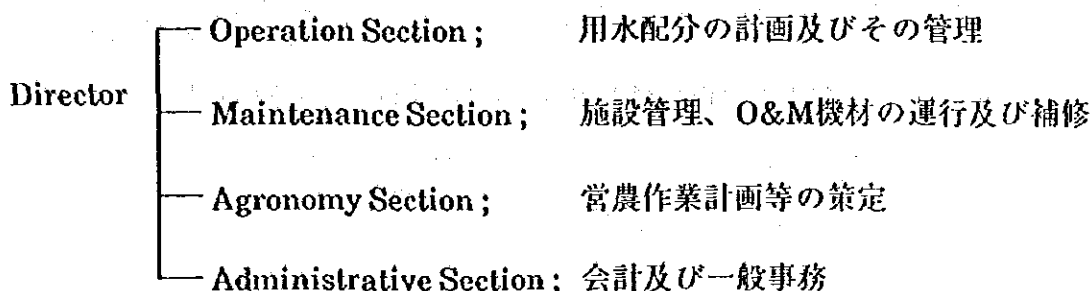 Operation Section ; 用水配分の計画及びその管理
Director
Maintenance Section ; 施設管理、O&M機材の運行及び補修
Agronomy Section ; 営農作業計画等の策定
Administrative Section ; 会計及び一般事務